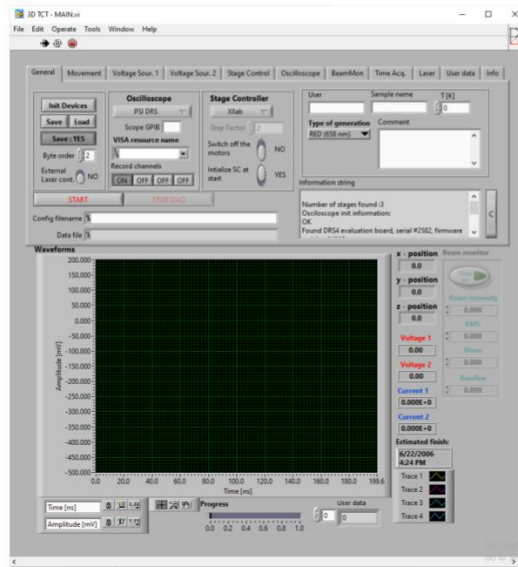 3D TCT - MAIN.vi
File Edit Operate Tools Window Help
General Movement Voltage Sour. 1 Voltage Sour. 2 Stage Control Oscilloscope BeamMon Time Acq. Laser User data Info
Init Devices
Save Load
Save : YES
Byte order 2
External
Laser cont. NO
Oscilloscope
PSI DRS
Scope GPIB
VISA resource name
Record channels
ON OFF OFF OFF
Stage Controller
Xilab
Step Factor 2
Switch off the
motors NO
Intialize SC at
start YES
User Sample name T [K]
0
Type of generation Comment
RED (658 nm)
Information string
Number of stages found :3
Osciloscope init information:
OK
Found DRS4 evaluation board, serial #2582, firmware
C
START STOP DAQ
Config filename
Data file
Waveforms
200.000
150.000
100.000
50.000
0.000
-50.000
-100.000
-150.000
-200.000
-250.000
-300.000
-350.000
-400.000
-450.000
-500.000
Amplitude [mV]
0.0 20.0 40.0 60.0 80.0 100.0 120.0 140.0 160.0 180.0 199.6
Time [ns]
x - position
0.0
y - position
0.0
z - position
0.0
Voltage 1
0.00
Voltage 2
0.00
Current 1
0.000E+0
Current 2
0.000E+0
Estimated finish:
6/22/2006
4:24 PM
Trace 1
Trace 2
Trace 3
Trace 4
Beam monitor
Beam Intensity
0.000
RMS
0.000
Mean
0.000
Baseline
0.000
Time [ns]
Amplitude [mV]
Progress
0.0 0.2 0.4 0.6 0.8 1.0
User data
0 0